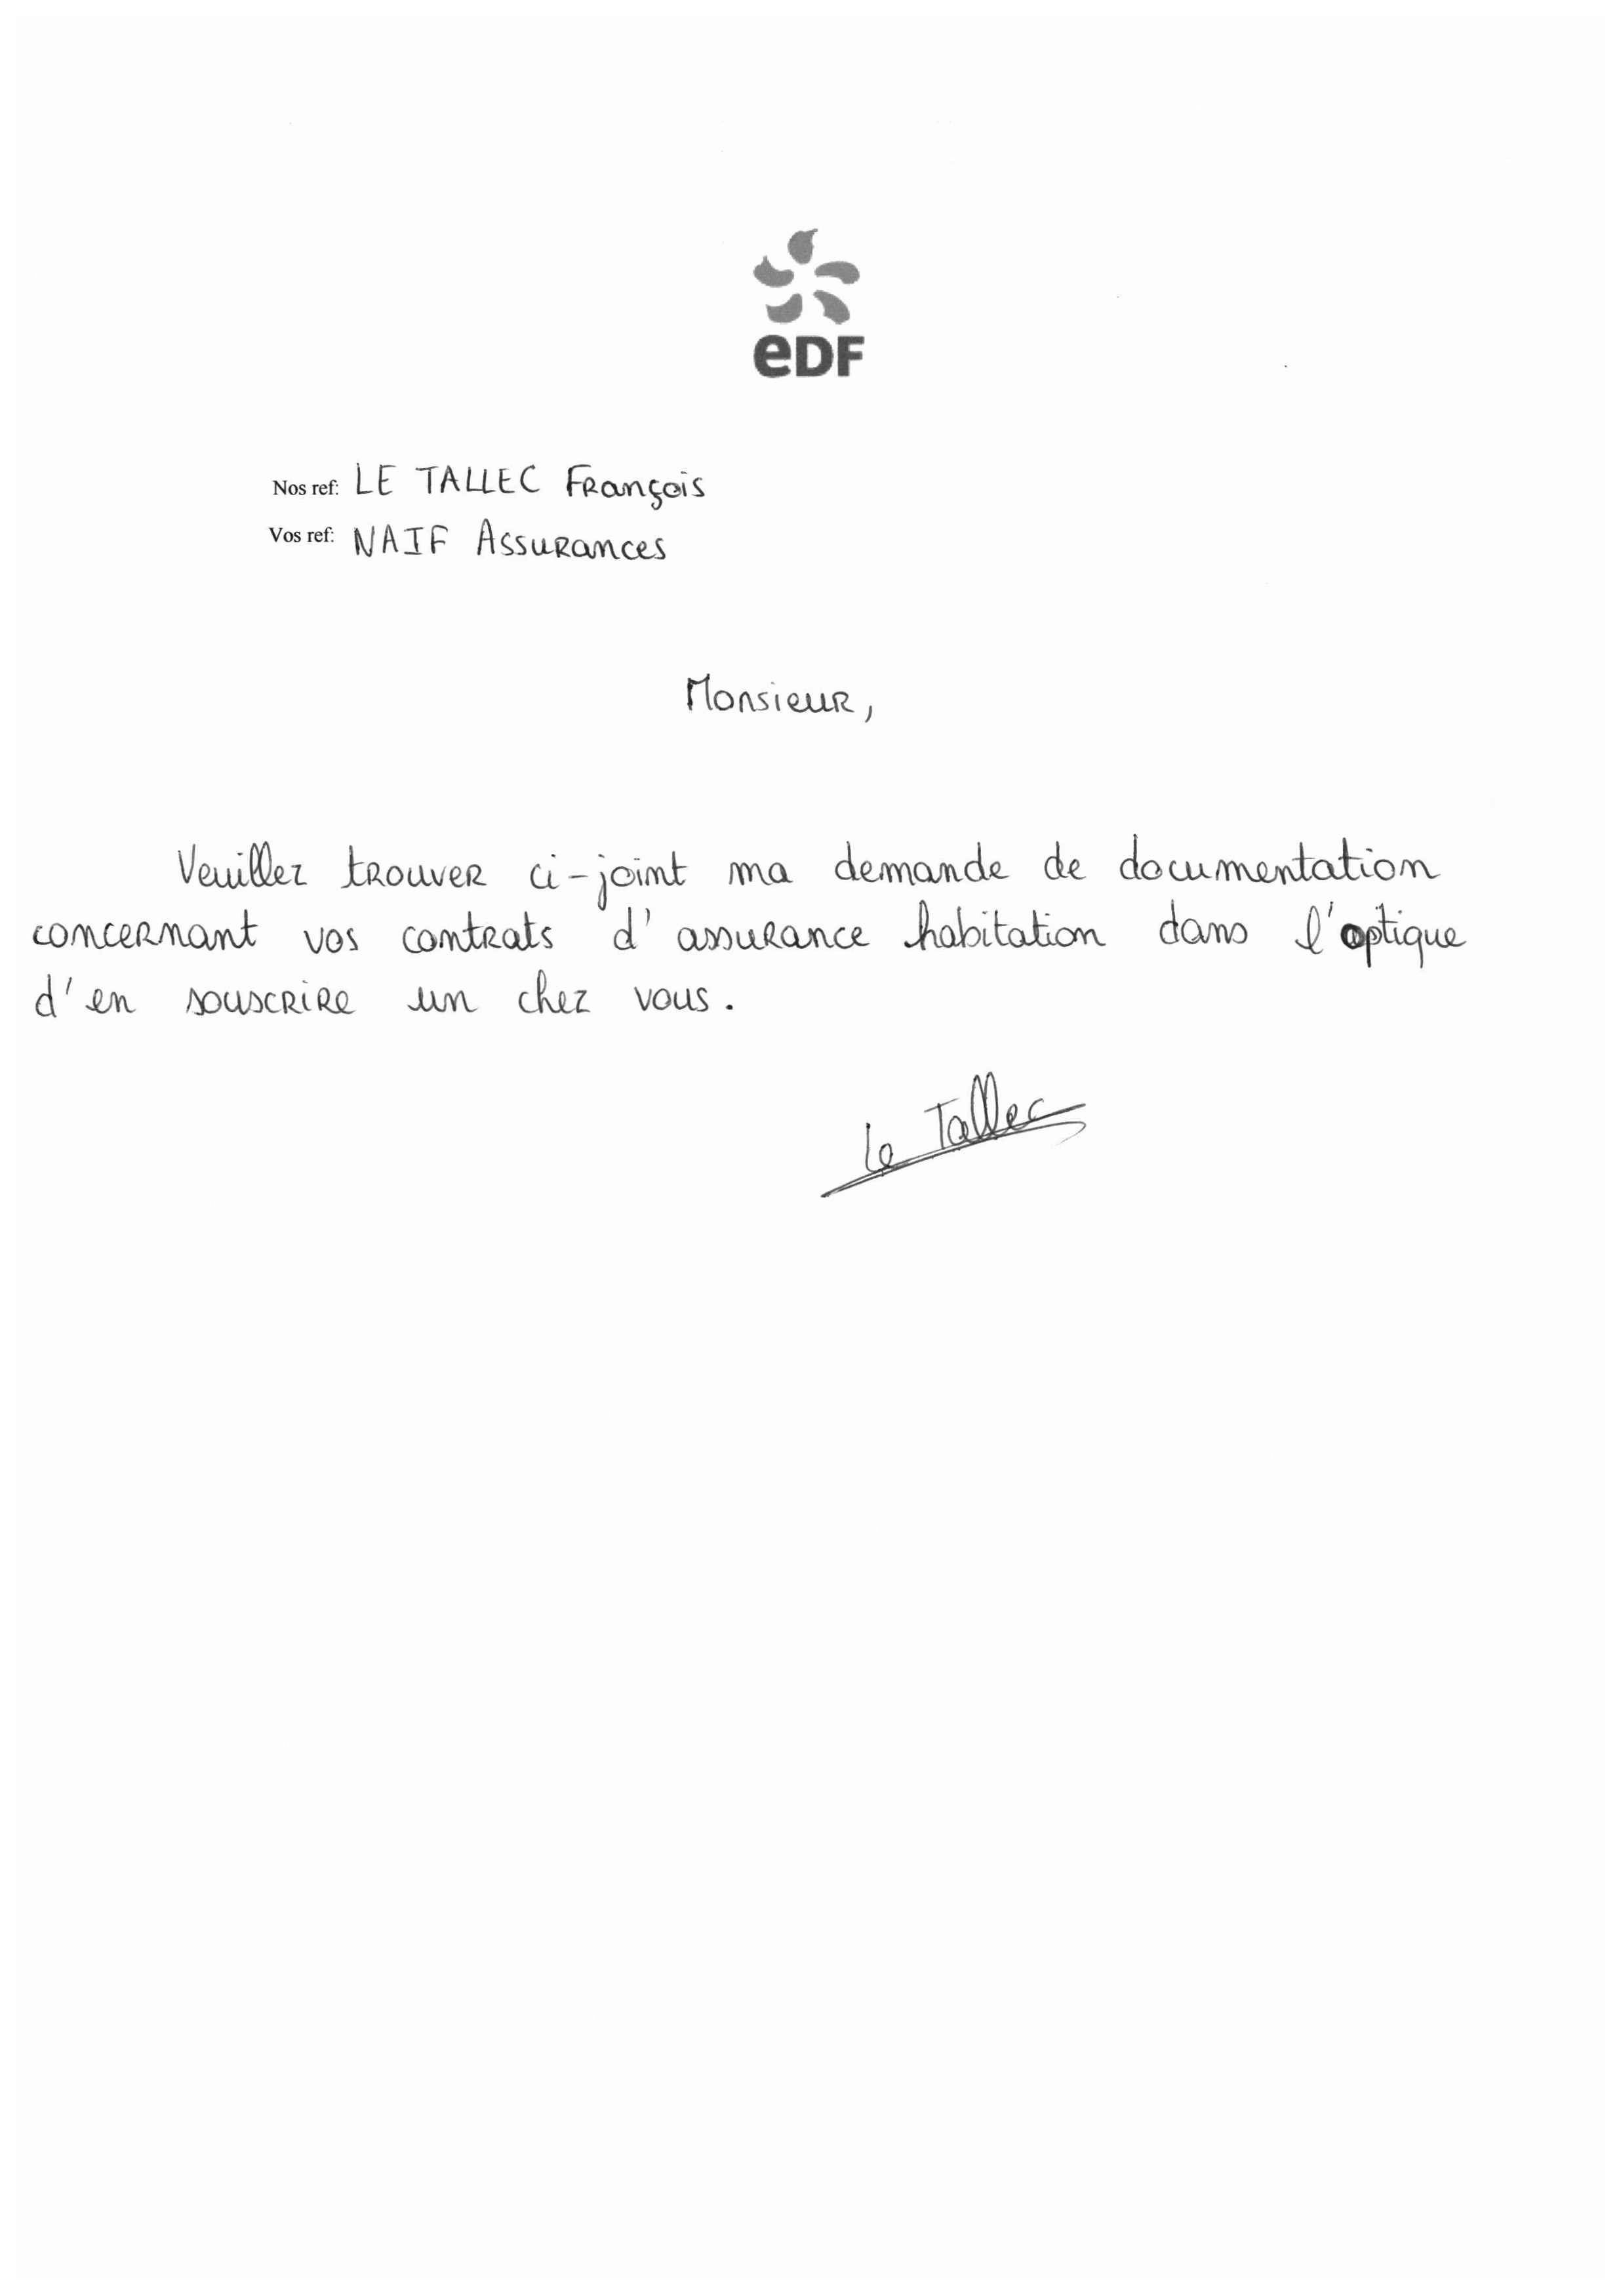 eDF
Nos ref: LE TALLEC François
Vos ref: NAIF Assurances
Monsieur,
Veuillez trouver ci-joint ma demande de documentation
concernant vos contrats d'assurance habitation dans l'optique
d'en souscrire un chez vous.
Le Tallec